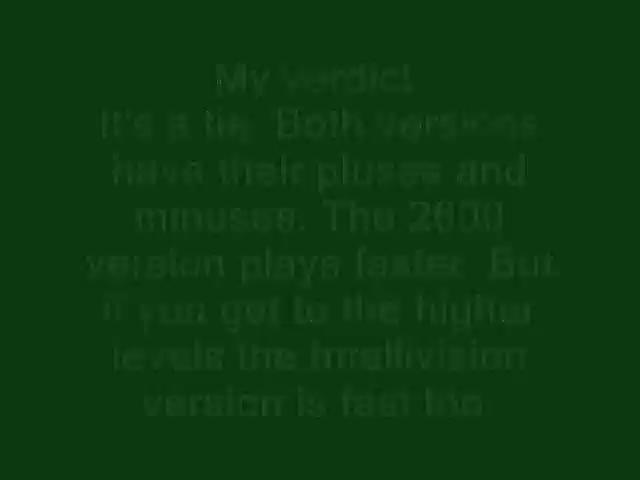 My verdict
It's a tie. Both versions
have their pluses and
minuses. The 2600
version plays faster. But
if you get to the higher
levels the Intellivision
version is fast too.